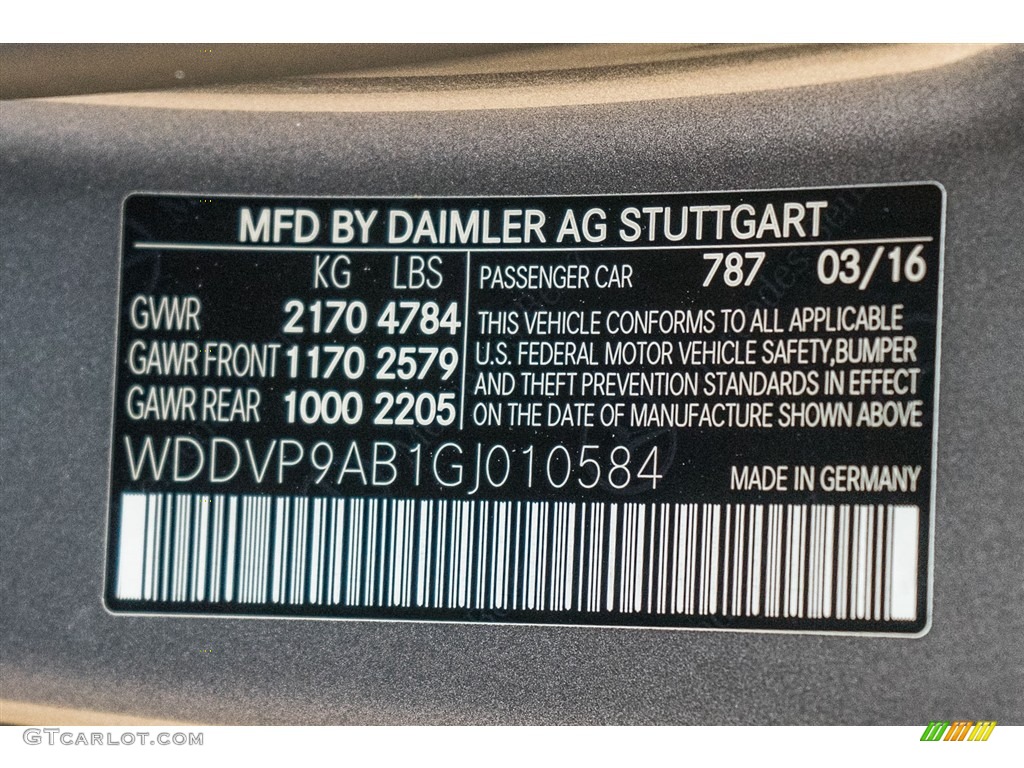 MFD BY DAIMLER AG STUTTGART
KG LBS
GVWR 2170 4784
GAWR FRONT 1170 2579
GAWR REAR 1000 2205
PASSENGER CAR 787 03/16
THIS VEHICLE CONFORMS TO ALL APPLICABLE
U.S. FEDERAL MOTOR VEHICLE SAFETY,BUMPER
AND THEFT PREVENTION STANDARDS IN EFFECT
ON THE DATE OF MANUFACTURE SHOWN ABOVE
WDDVP9AB1GJ010584
MADE IN GERMANY
GTCARLOT.COM